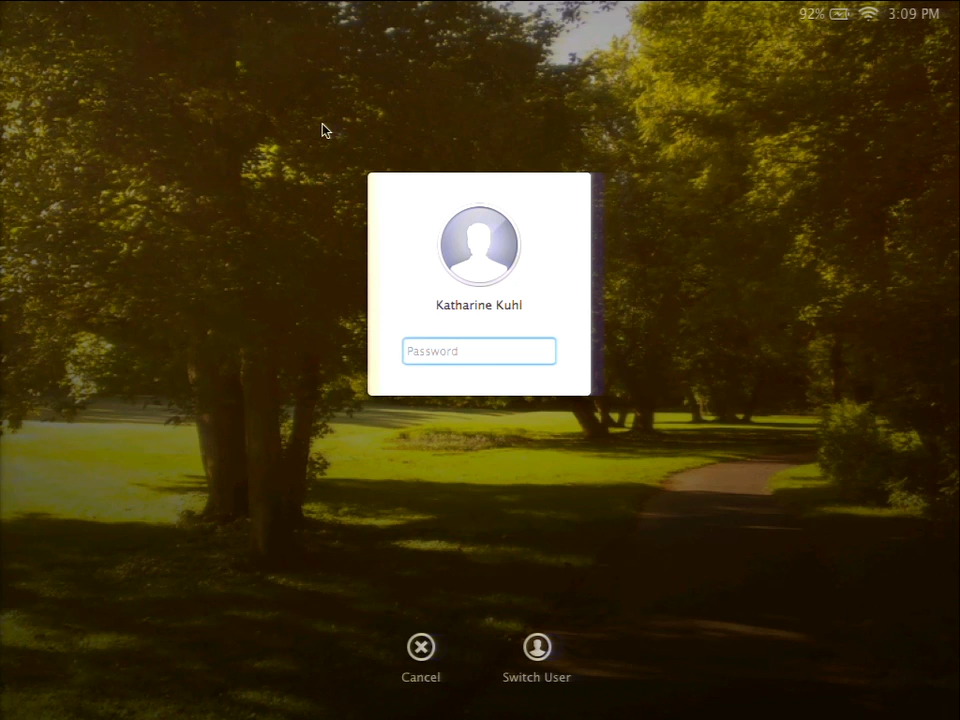 92% 3:09 PM
Katharine Kuhl
Password
Cancel
Switch User